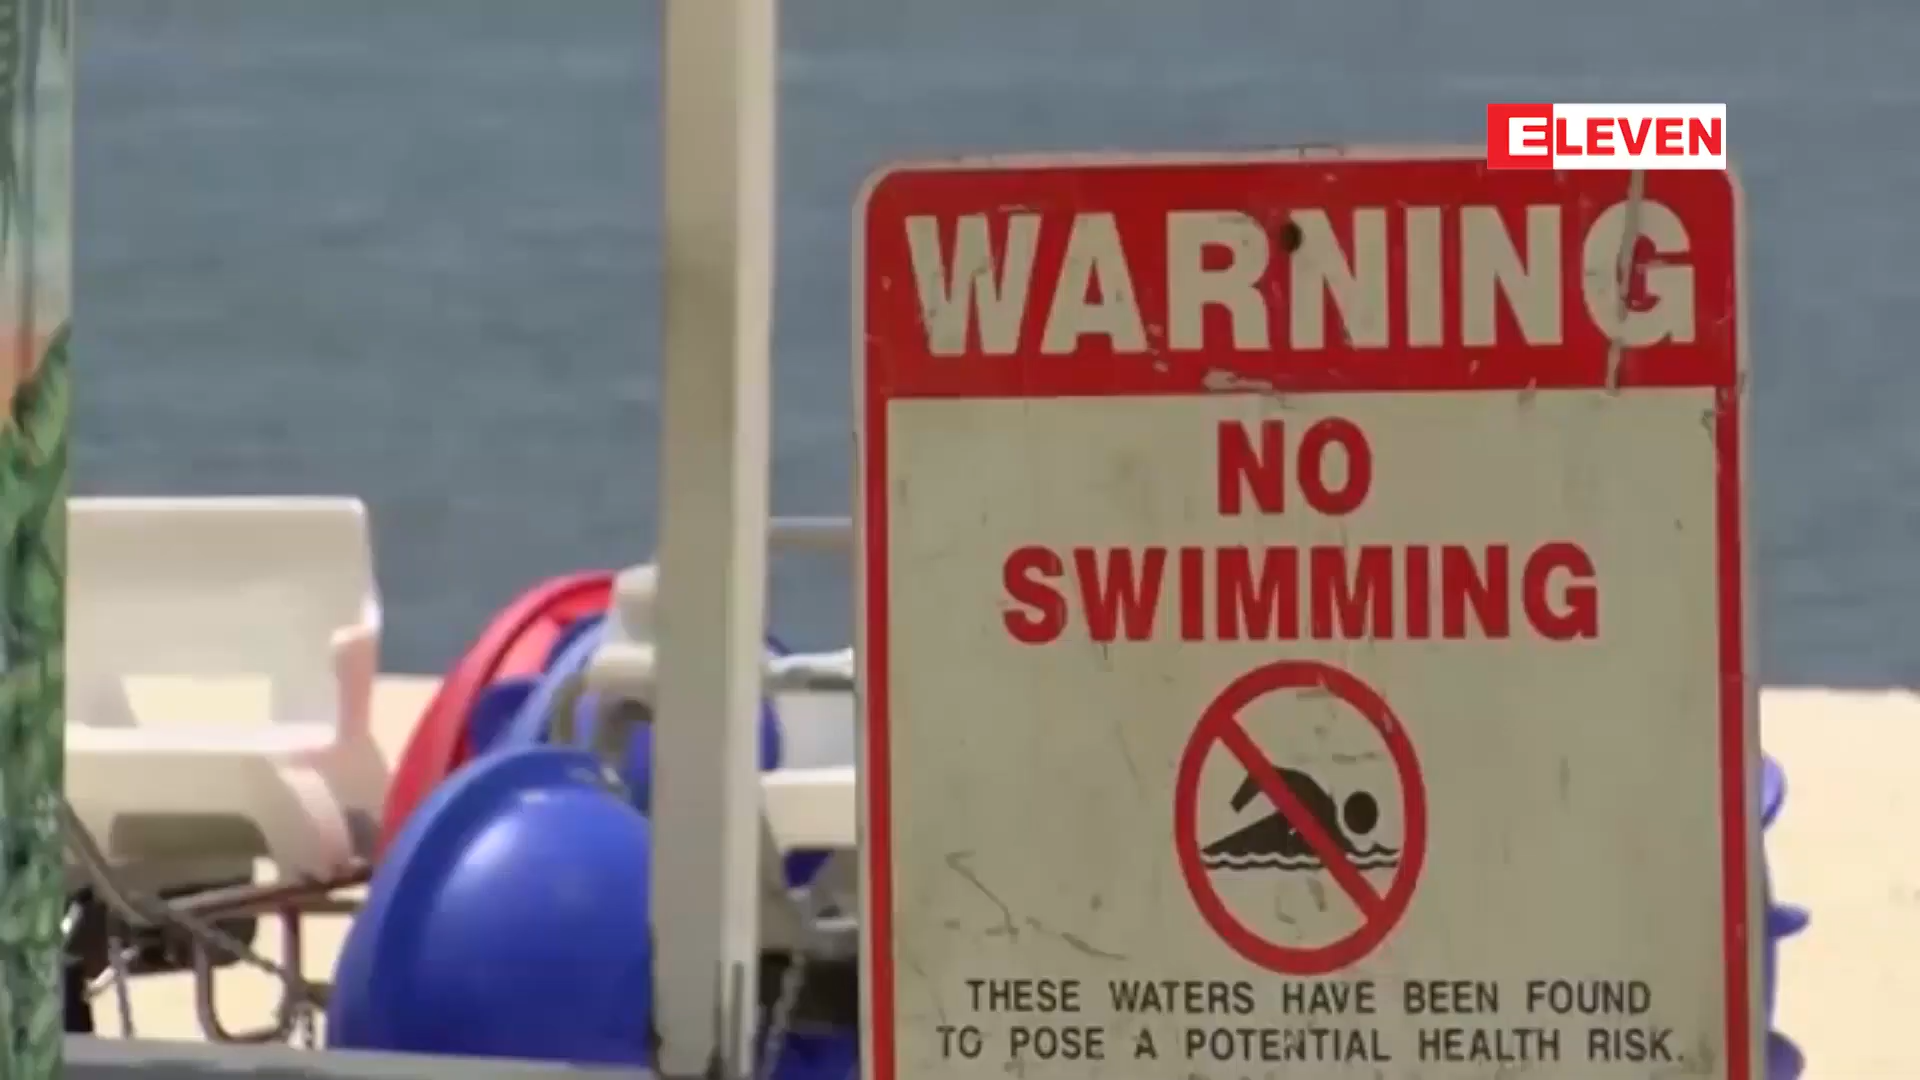 ELEVEN
WARNING
NO
SWIMMING
THESE WATERS HAVE BEEN FOUND
TO POSE A POTENTIAL HEALTH RISK.